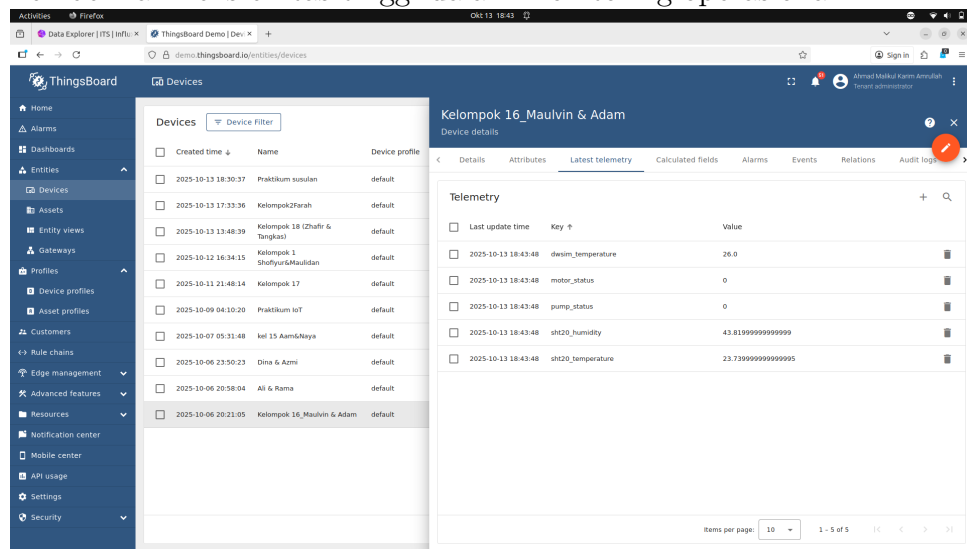 Activities Firefox Okt 13 18:43
Data Explorer | ITS | Influ × ThingsBoard Demo | Devi × +
demo.thingsboard.io/entities/devices Sign in
ThingsBoard
Devices
51
Ahmad Malikul Karim Amrullah
Tenant administrator
Home
Alarms
Dashboards
Entities
Devices
Assets
Entity views
Gateways
Profiles
Device profiles
Asset profiles
Customers
Rule chains
Edge management
Advanced features
Resources
Notification center
Mobile center
API usage
Settings
Security
Devices Device Filter
Created time ↓ Name Device profile
2025-10-13 18:30:37 Praktikum susulan default
2025-10-13 17:33:36 Kelompok2Farah default
2025-10-13 13:48:39 Kelompok 18 (Zhafir & Tangkas) default
2025-10-12 16:34:15 Kelompok 1 Shofiyur&Maulidan default
2025-10-11 21:48:14 Kelompok 17 default
2025-10-09 04:10:20 Praktikum IoT default
2025-10-07 05:31:48 kel 15 Aam&Naya default
2025-10-06 23:50:23 Dina & Azmi default
2025-10-06 20:58:04 Ali & Rama default
2025-10-06 20:21:05 Kelompok 16_Maulvin & Adam default
Kelompok 16_Maulvin & Adam
Device details
Details Attributes Latest telemetry Calculated fields Alarms Events Relations Audit logs
Telemetry
Last update time Key ↑ Value
2025-10-13 18:43:48 dwsim_temperature 26.0
2025-10-13 18:43:48 motor_status 0
2025-10-13 18:43:48 pump_status 0
2025-10-13 18:43:48 sht20_humidity 43.81999999999999
2025-10-13 18:43:48 sht20_temperature 23.739999999999995
Items per page: 10 1 - 5 of 5